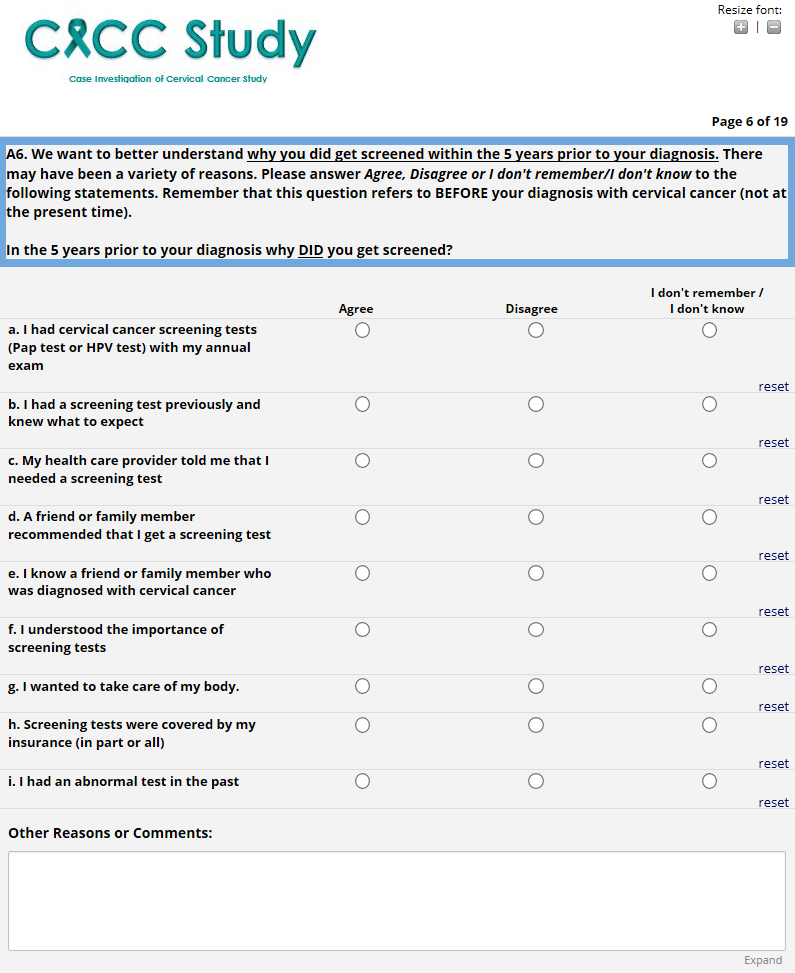 Resize font:
+ | −
CICC Study
Case Investigation of Cervical Cancer Study
Page 6 of 19
A6. We want to better understand why you did get screened within the 5 years prior to your diagnosis. There
may have been a variety of reasons. Please answer Agree, Disagree or I don't remember/I don't know to the
following statements. Remember that this question refers to BEFORE your diagnosis with cervical cancer (not at
the present time).
In the 5 years prior to your diagnosis why DID you get screened?
Agree
Disagree
I don't remember /
I don't know
a. I had cervical cancer screening tests
(Pap test or HPV test) with my annual
exam
reset
b. I had a screening test previously and
knew what to expect
reset
c. My health care provider told me that I
needed a screening test
reset
d. A friend or family member
recommended that I get a screening test
reset
e. I know a friend or family member who
was diagnosed with cervical cancer
reset
f. I understood the importance of
screening tests
reset
g. I wanted to take care of my body.
reset
h. Screening tests were covered by my
insurance (in part or all)
reset
i. I had an abnormal test in the past
reset
Other Reasons or Comments:
Expand